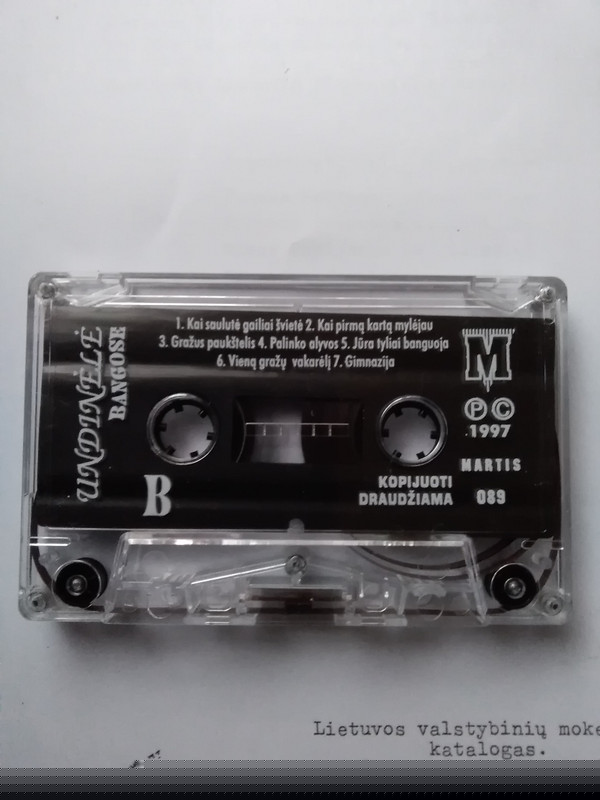 1. Kai saulutė gailiai švietė 2. Kai pirmą kartą mylėjau
3. Gražus paukštelis 4. Palinko alyvos 5. Jūra tyliai banguoja
6. Vieną gražų vakarėlį 7. Gimnazija
UNDINĖLĖ
BANGOSE
M
Ⓟ Ⓒ
1997
MARTIS
089
B
KOPIJUOTI
DRAUDŽIAMA
Lietuvos valstybinių
katalogas.